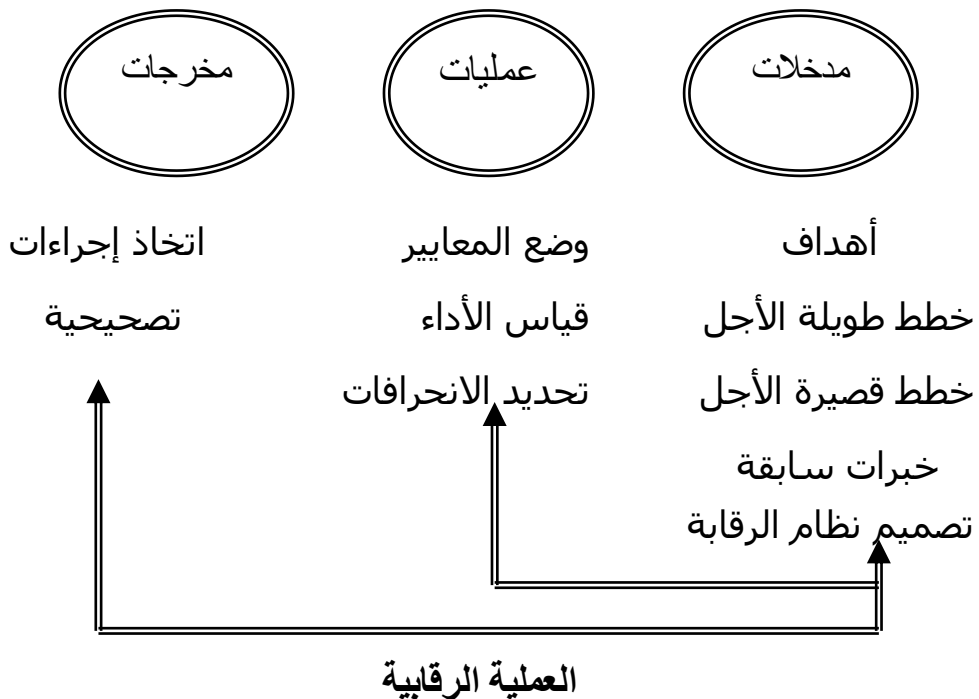 مدخلات
عمليات
مخرجات
أهداف
وضع المعايير
اتخاذ إجراءات
خطط طويلة الأجل
قياس الأداء
تصحيحية
خطط قصيرة الأجل
تحديد الانحرافات
خبرات سابقة
تصميم نظام الرقابة
العملية الرقابية